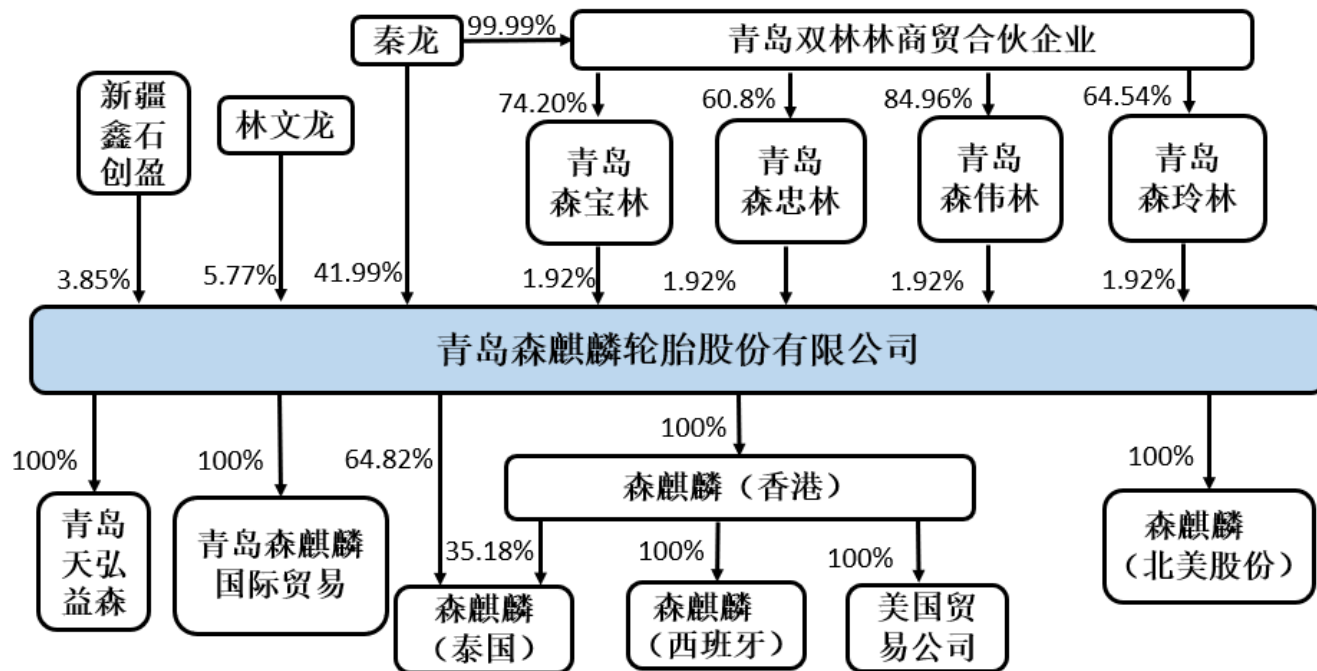 秦龙
99.99%
青岛双林林商贸合伙企业
新疆
鑫石
创盈
林文龙
74.20%
60.8%
84.96%
64.54%
青岛
森宝林
青岛
森忠林
青岛
森伟林
青岛
森玲林
3.85%
5.77%
41.99%
1.92%
1.92%
1.92%
1.92%
青岛森麒麟轮胎股份有限公司
100%
100%
64.82%
100%
100%
森麒麟（香港）
青岛
天弘
益森
青岛森麒麟
国际贸易
35.18%
100%
100%
森麒麟
（北美股份）
森麒麟
（泰国）
森麒麟
（西班牙）
美国贸
易公司